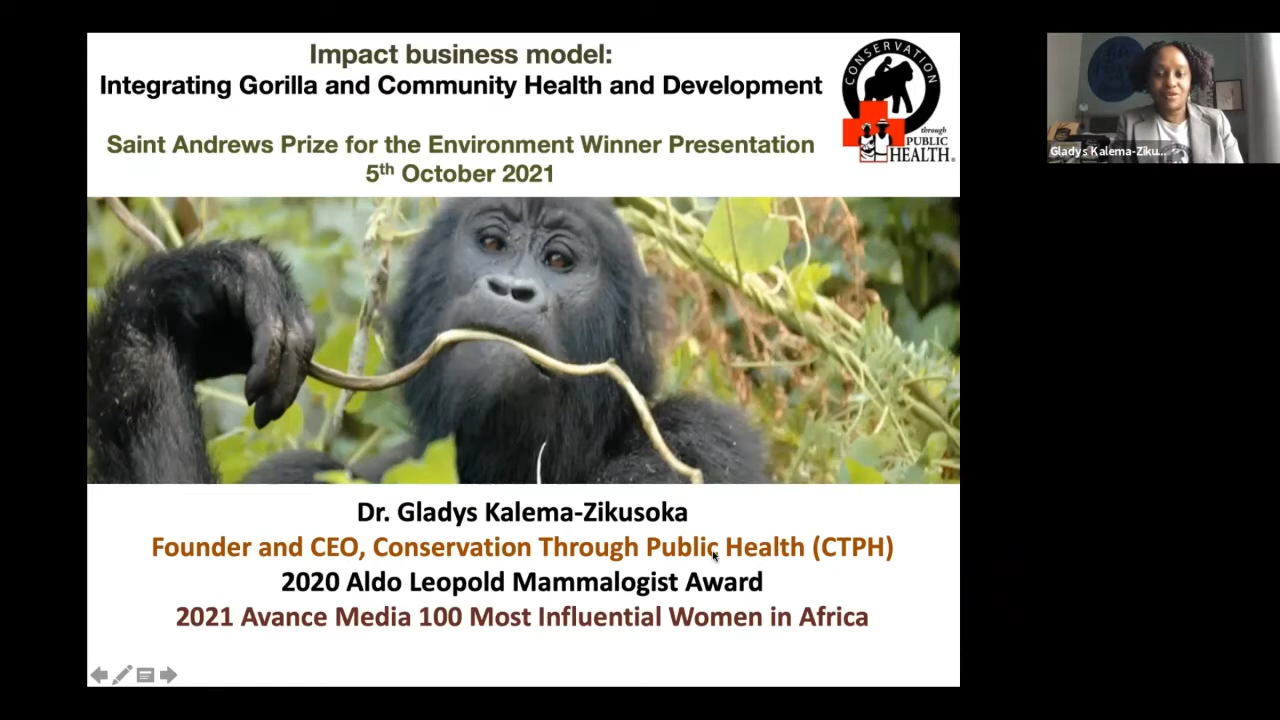 Impact business model:
Integrating Gorilla and Community Health and Development
Saint Andrews Prize for the Environment Winner Presentation
5th October 2021
CONSERVATION
through
PUBLIC
HEALTH®
Gladys Kalema-Ziku...
Dr. Gladys Kalema-Zikusoka
Founder and CEO, Conservation Through Public Health (CTPH)
2020 Aldo Leopold Mammalogist Award
2021 Avance Media 100 Most Influential Women in Africa